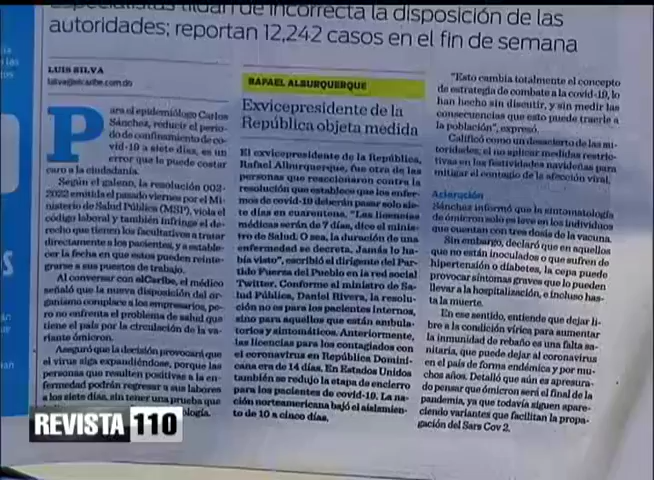 Especialistas tildan de incorrecta la disposición de las
autoridades; reportan 12,242 casos en el fin de semana
LUIS SILVA
lsilva@elcaribe.com.do
Para el epidemiólogo Carlos
Sánchez, reducir el perio-
do de confinamiento de co-
vid-19 a siete días, es un
error que le puede costar
caro a la ciudadanía.
Según el galeno, la resolución 002-
2022 emitida el pasado viernes por el Mi-
nisterio de Salud Pública (MSP), viola el
código laboral y también infringe el de-
recho que tienen los facultativos a tratar
directamente a los pacientes, y a estable-
cer la fecha en que estos pueden reinte-
grarse a sus puestos de trabajo.
Al conversar con elCaribe, el médico
señaló que la nueva disposición del or-
ganismo complace a los empresarios, pe-
ro no enfrenta el problema de salud que
tiene el país por la circulación de la va-
riante ómicron.
Aseguró que la decisión provocará que
el virus siga expandiéndose, porque las
personas que resulten positivas a la en-
fermedad podrán regresar a sus labores
a los siete días, sin tener una prueba que
ología.
RAFAEL ALBURQUERQUE
Exvicepresidente de la
República objeta medida
El exvicepresidente de la República,
Rafael Alburquerque, fue otra de las
personas que reaccionaron contra la
resolución que establece que los enfer-
mos de covid-19 deberán pasar solo sie-
te días en cuarentena. "Las licencias
médicas serán de 7 días, dice el minis-
tro de Salud. O sea, la duración de una
enfermedad se decreta. Jamás lo ha-
bía visto", escribió el dirigente del Par-
tido Fuerza del Pueblo en la red social
Twitter. Conforme al ministro de Sa-
lud Pública, Daniel Rivera, la resolu-
ción no es para los pacientes internos,
sino para aquellos que están ambula-
torios y sintomáticos. Anteriormente,
las licencias para los contagiados con
el coronavirus en República Domini-
cana era de 14 días. En Estados Unidos
también se redujo la etapa de encierro
para los pacientes de covid-19. La na-
ción norteamericana bajó el aislamien-
to de 10 a cinco días.
"Esto cambia totalmente el concepto
de estrategia de combate a la covid-19, lo
han hecho sin discutir, y sin medir las
consecuencias que esto puede traerle a
la población", expresó.
Calificó como un desacierto de las au-
toridades; el no aplicar medidas restric-
tivas en las festividades navideñas para
mitigar el contagio de la afección viral.
Aclaración
Sánchez informó que la sintomatología
de ómicron solo es leve en los individuos
que cuentan con tres dosis de la vacuna.
Sin embargo, declaró que en aquellos
que no están inoculados o que sufren de
hipertensión o diabetes, la cepa puede
provocar síntomas graves que lo pueden
llevar a la hospitalización, e incluso has-
ta la muerte.
En ese sentido, entiende que dejar li-
bre a la condición vírica para aumentar
la inmunidad de rebaño es una falta sa-
nitaria, que puede dejar al coronavirus
en el país de forma endémica y por mu-
chos años. Detalló que aún es apresura-
do pensar que ómicron será el final de la
pandemia, ya que todavía siguen apare-
ciendo variantes que facilitan la propa-
gación del Sars Cov 2.
REVISTA 110